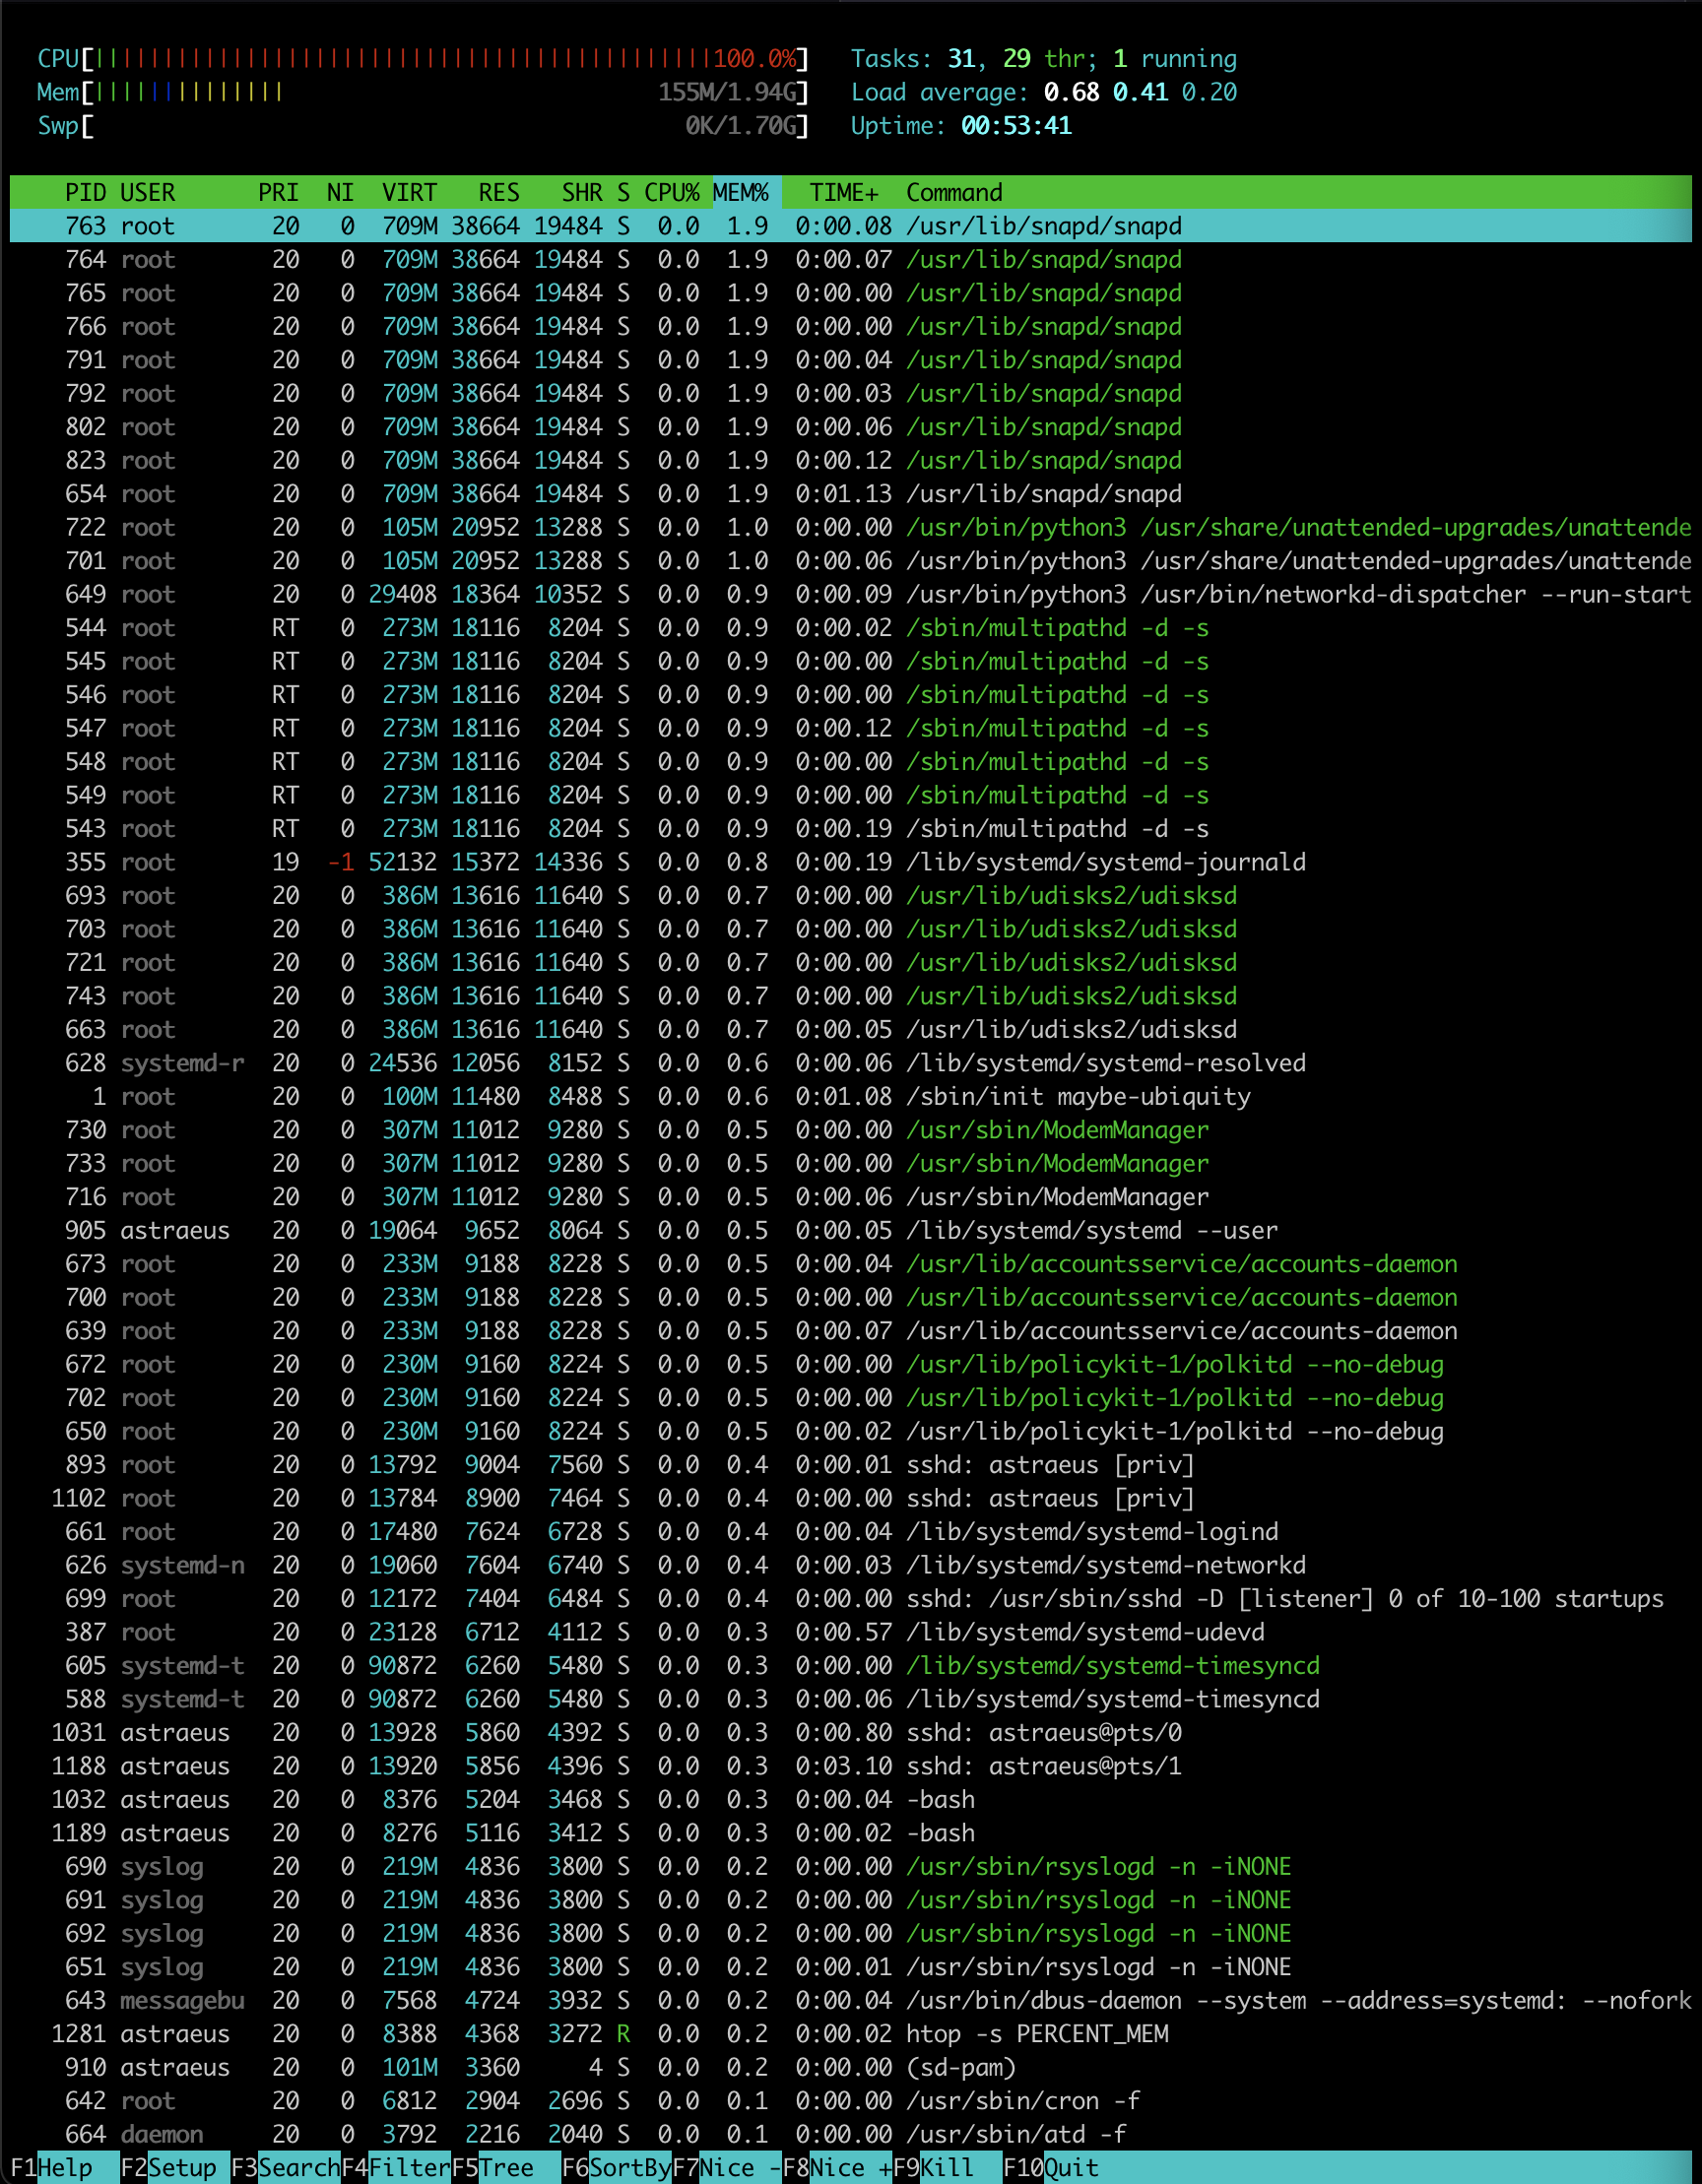 CPU[||||||||||||||||||||||||||||||||||||||||||||100.0%] Tasks: 31, 29 thr; 1 running
Mem[|||||||||||||| 155M/1.94G] Load average: 0.68 0.41 0.20
Swp[ 0K/1.70G] Uptime: 00:53:41
PID USER PRI NI VIRT RES SHR S CPU% MEM% TIME+ Command
763 root 20 0 709M 38664 19484 S 0.0 1.9 0:00.08 /usr/lib/snapd/snapd
764 root 20 0 709M 38664 19484 S 0.0 1.9 0:00.07 /usr/lib/snapd/snapd
765 root 20 0 709M 38664 19484 S 0.0 1.9 0:00.00 /usr/lib/snapd/snapd
766 root 20 0 709M 38664 19484 S 0.0 1.9 0:00.00 /usr/lib/snapd/snapd
791 root 20 0 709M 38664 19484 S 0.0 1.9 0:00.04 /usr/lib/snapd/snapd
792 root 20 0 709M 38664 19484 S 0.0 1.9 0:00.03 /usr/lib/snapd/snapd
802 root 20 0 709M 38664 19484 S 0.0 1.9 0:00.06 /usr/lib/snapd/snapd
823 root 20 0 709M 38664 19484 S 0.0 1.9 0:00.12 /usr/lib/snapd/snapd
654 root 20 0 709M 38664 19484 S 0.0 1.9 0:01.13 /usr/lib/snapd/snapd
722 root 20 0 105M 20952 13288 S 0.0 1.0 0:00.00 /usr/bin/python3 /usr/share/unattended-upgrades/unattende
701 root 20 0 105M 20952 13288 S 0.0 1.0 0:00.06 /usr/bin/python3 /usr/share/unattended-upgrades/unattende
649 root 20 0 29408 18364 10352 S 0.0 0.9 0:00.09 /usr/bin/python3 /usr/bin/networkd-dispatcher --run-start
544 root RT 0 273M 18116 8204 S 0.0 0.9 0:00.02 /sbin/multipathd -d -s
545 root RT 0 273M 18116 8204 S 0.0 0.9 0:00.00 /sbin/multipathd -d -s
546 root RT 0 273M 18116 8204 S 0.0 0.9 0:00.00 /sbin/multipathd -d -s
547 root RT 0 273M 18116 8204 S 0.0 0.9 0:00.12 /sbin/multipathd -d -s
548 root RT 0 273M 18116 8204 S 0.0 0.9 0:00.00 /sbin/multipathd -d -s
549 root RT 0 273M 18116 8204 S 0.0 0.9 0:00.00 /sbin/multipathd -d -s
543 root RT 0 273M 18116 8204 S 0.0 0.9 0:00.19 /sbin/multipathd -d -s
355 root 19 -1 52132 15372 14336 S 0.0 0.8 0:00.19 /lib/systemd/systemd-journald
693 root 20 0 386M 13616 11640 S 0.0 0.7 0:00.00 /usr/lib/udisks2/udisksd
703 root 20 0 386M 13616 11640 S 0.0 0.7 0:00.00 /usr/lib/udisks2/udisksd
721 root 20 0 386M 13616 11640 S 0.0 0.7 0:00.00 /usr/lib/udisks2/udisksd
743 root 20 0 386M 13616 11640 S 0.0 0.7 0:00.00 /usr/lib/udisks2/udisksd
663 root 20 0 386M 13616 11640 S 0.0 0.7 0:00.05 /usr/lib/udisks2/udisksd
628 systemd-r 20 0 24536 12056 8152 S 0.0 0.6 0:00.06 /lib/systemd/systemd-resolved
1 root 20 0 100M 11480 8488 S 0.0 0.6 0:01.08 /sbin/init maybe-ubiquity
730 root 20 0 307M 11012 9280 S 0.0 0.5 0:00.00 /usr/sbin/ModemManager
733 root 20 0 307M 11012 9280 S 0.0 0.5 0:00.00 /usr/sbin/ModemManager
716 root 20 0 307M 11012 9280 S 0.0 0.5 0:00.06 /usr/sbin/ModemManager
905 astraeus 20 0 19064 9652 8064 S 0.0 0.5 0:00.05 /lib/systemd/systemd --user
673 root 20 0 233M 9188 8228 S 0.0 0.5 0:00.04 /usr/lib/accountsservice/accounts-daemon
700 root 20 0 233M 9188 8228 S 0.0 0.5 0:00.00 /usr/lib/accountsservice/accounts-daemon
639 root 20 0 233M 9188 8228 S 0.0 0.5 0:00.07 /usr/lib/accountsservice/accounts-daemon
672 root 20 0 230M 9160 8224 S 0.0 0.5 0:00.00 /usr/lib/policykit-1/polkitd --no-debug
702 root 20 0 230M 9160 8224 S 0.0 0.5 0:00.00 /usr/lib/policykit-1/polkitd --no-debug
650 root 20 0 230M 9160 8224 S 0.0 0.5 0:00.02 /usr/lib/policykit-1/polkitd --no-debug
893 root 20 0 13792 9004 7560 S 0.0 0.4 0:00.01 sshd: astraeus [priv]
1102 root 20 0 13784 8900 7464 S 0.0 0.4 0:00.00 sshd: astraeus [priv]
661 root 20 0 17480 7624 6728 S 0.0 0.4 0:00.04 /lib/systemd/systemd-logind
626 systemd-n 20 0 19060 7604 6740 S 0.0 0.4 0:00.03 /lib/systemd/systemd-networkd
699 root 20 0 12172 7404 6484 S 0.0 0.4 0:00.00 sshd: /usr/sbin/sshd -D [listener] 0 of 10-100 startups
387 root 20 0 23128 6712 4112 S 0.0 0.3 0:00.57 /lib/systemd/systemd-udevd
605 systemd-t 20 0 90872 6260 5480 S 0.0 0.3 0:00.00 /lib/systemd/systemd-timesyncd
588 systemd-t 20 0 90872 6260 5480 S 0.0 0.3 0:00.06 /lib/systemd/systemd-timesyncd
1031 astraeus 20 0 13928 5860 4392 S 0.0 0.3 0:00.80 sshd: astraeus@pts/0
1188 astraeus 20 0 13920 5856 4396 S 0.0 0.3 0:03.10 sshd: astraeus@pts/1
1032 astraeus 20 0 8376 5204 3468 S 0.0 0.3 0:00.04 -bash
1189 astraeus 20 0 8276 5116 3412 S 0.0 0.3 0:00.02 -bash
690 syslog 20 0 219M 4836 3800 S 0.0 0.2 0:00.00 /usr/sbin/rsyslogd -n -iNONE
691 syslog 20 0 219M 4836 3800 S 0.0 0.2 0:00.00 /usr/sbin/rsyslogd -n -iNONE
692 syslog 20 0 219M 4836 3800 S 0.0 0.2 0:00.00 /usr/sbin/rsyslogd -n -iNONE
651 syslog 20 0 219M 4836 3800 S 0.0 0.2 0:00.01 /usr/sbin/rsyslogd -n -iNONE
643 messagebu 20 0 7568 4724 3932 S 0.0 0.2 0:00.04 /usr/bin/dbus-daemon --system --address=systemd: --nofork
1281 astraeus 20 0 8388 4368 3272 R 0.0 0.2 0:00.02 htop -s PERCENT_MEM
910 astraeus 20 0 101M 3360 4 S 0.0 0.2 0:00.00 (sd-pam)
642 root 20 0 6812 2904 2696 S 0.0 0.1 0:00.00 /usr/sbin/cron -f
664 daemon 20 0 3792 2216 2040 S 0.0 0.1 0:00.00 /usr/sbin/atd -f
F1Help F2Setup F3SearchF4FilterF5Tree F6SortByF7Nice -F8Nice +F9Kill F10Quit